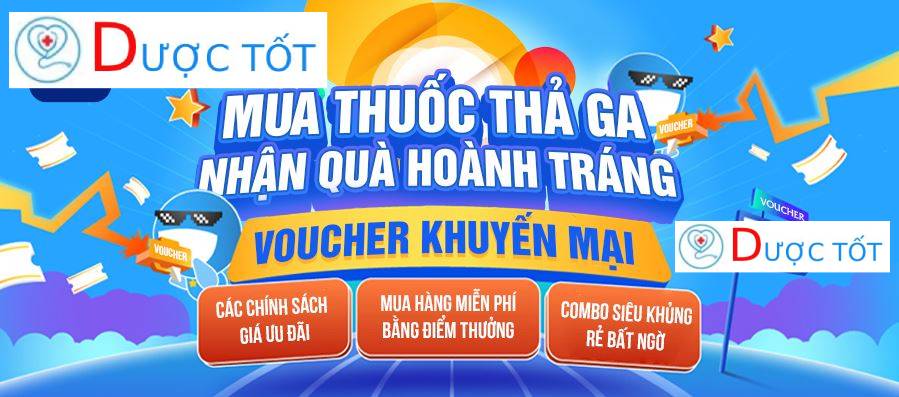 DƯỢC TỐT
MUA THUỐC THẢ GA
VOUCHER
NHẬN QUÀ HOÀNH TRÁNG
VOUCHER
VOUCHER KHUYẾN MẠI
DƯỢC TỐT
VOUCHER
CÁC CHÍNH SÁCH
GIÁ ƯU ĐÃI
MUA HÀNG MIỄN PHÍ
BẰNG ĐIỂM THƯỞNG
COMBO SIÊU KHỦNG
RẺ BẤT NGỜ